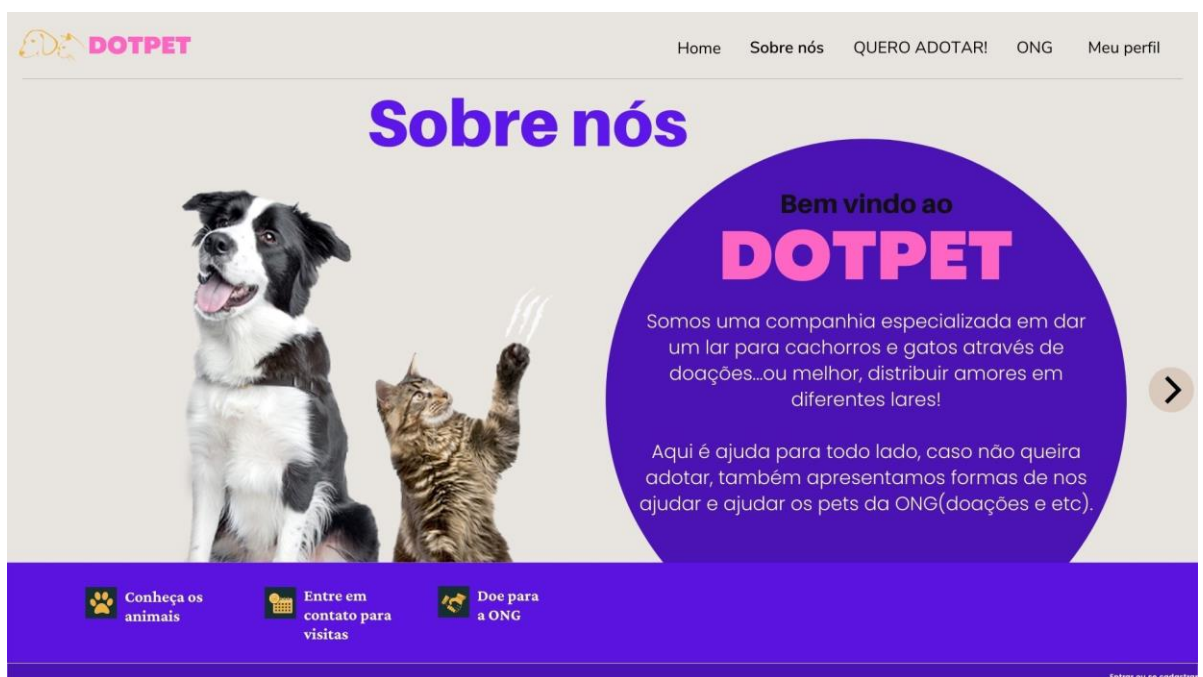 DOTPET
Home Sobre nós QUERO ADOTAR! ONG Meu perfil
Sobre nós
Bem vindo ao
DOTPET
Somos uma companhia especializada em dar
um lar para cachorros e gatos através de
doações...ou melhor, distribuir amores em
diferentes lares!
Aqui é ajuda para todo lado, caso não queira
adotar, também apresentamos formas de nos
ajudar e ajudar os pets da ONG(doações e etc).
Conheça os
animais
Entre em
contato para
visitas
Doe para
a ONG